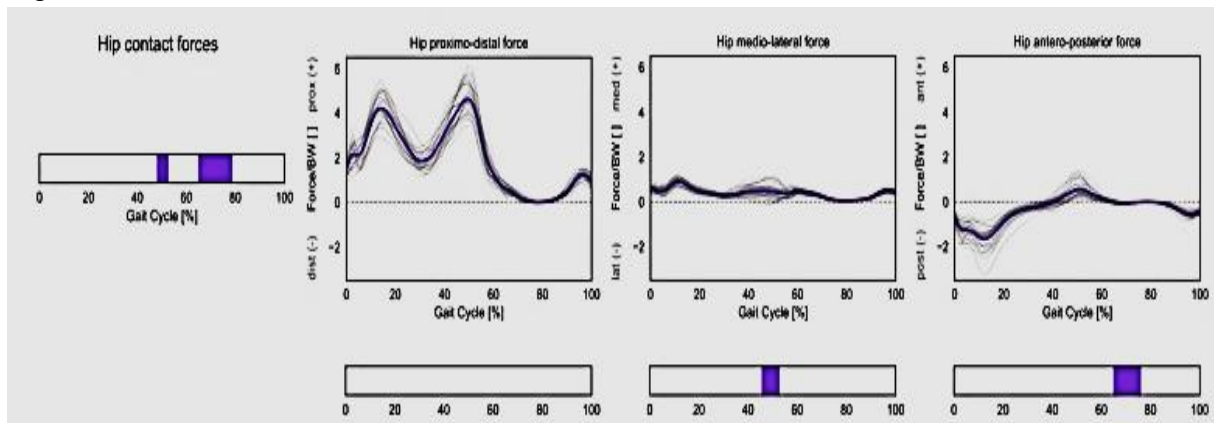 Hip contact forces
0 20 40 60 80 100
Gait Cycle [%]
Hip proximo-distal force
dist (-) Force/BW [ ] prox (+)
6
4
2
0
-2
0 20 40 60 80 100
Gait Cycle [%]
0 20 40 60 80 100
Hip medio-lateral force
lat (-) Force/BW [ ] med (+)
6
4
2
0
-2
0 20 40 60 80 100
Gait Cycle [%]
0 20 40 60 80 100
Hip antero-posterior force
post (-) Force/BW [ ] ant (+)
6
4
2
0
-2
0 20 40 60 80 100
Gait Cycle [%]
0 20 40 60 80 100